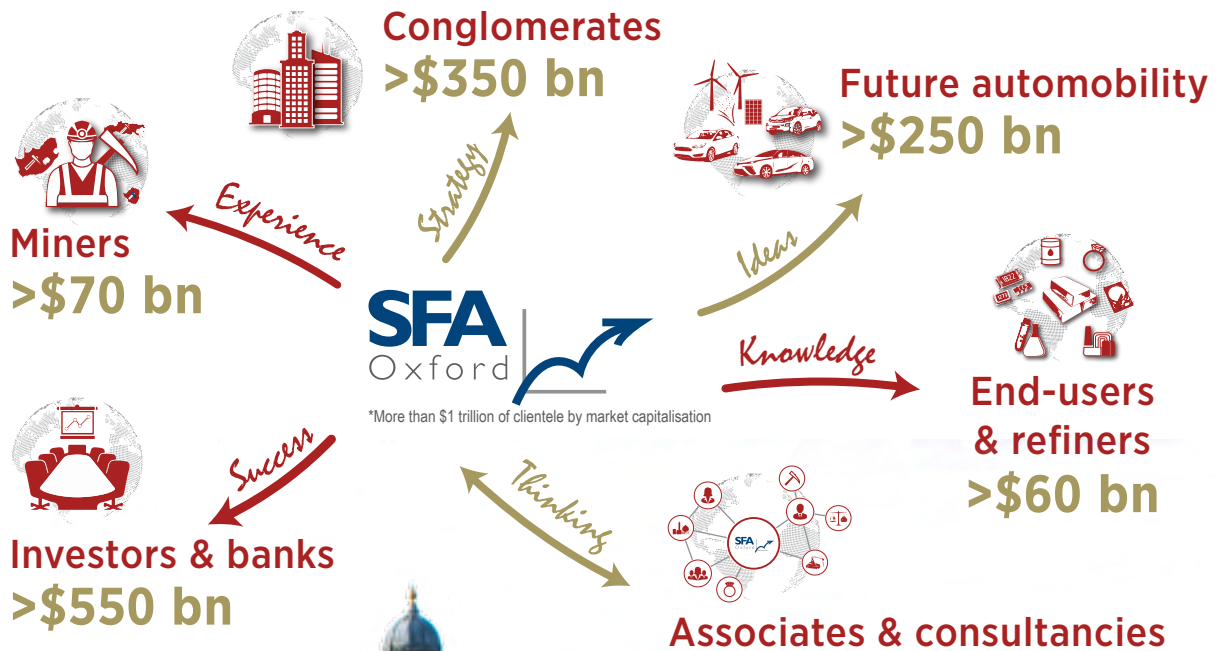 Conglomerates
>$350 bn
Future automobility
>$250 bn
Strategy
Experience
Ideas
Miners
>$70 bn
SFA
Oxford
Knowledge
End-users
& refiners
>$60 bn
*More than $1 trillion of clientele by market capitalisation
Success
Thinking
SFA
Oxford
Investors & banks
>$550 bn
Associates & consultancies